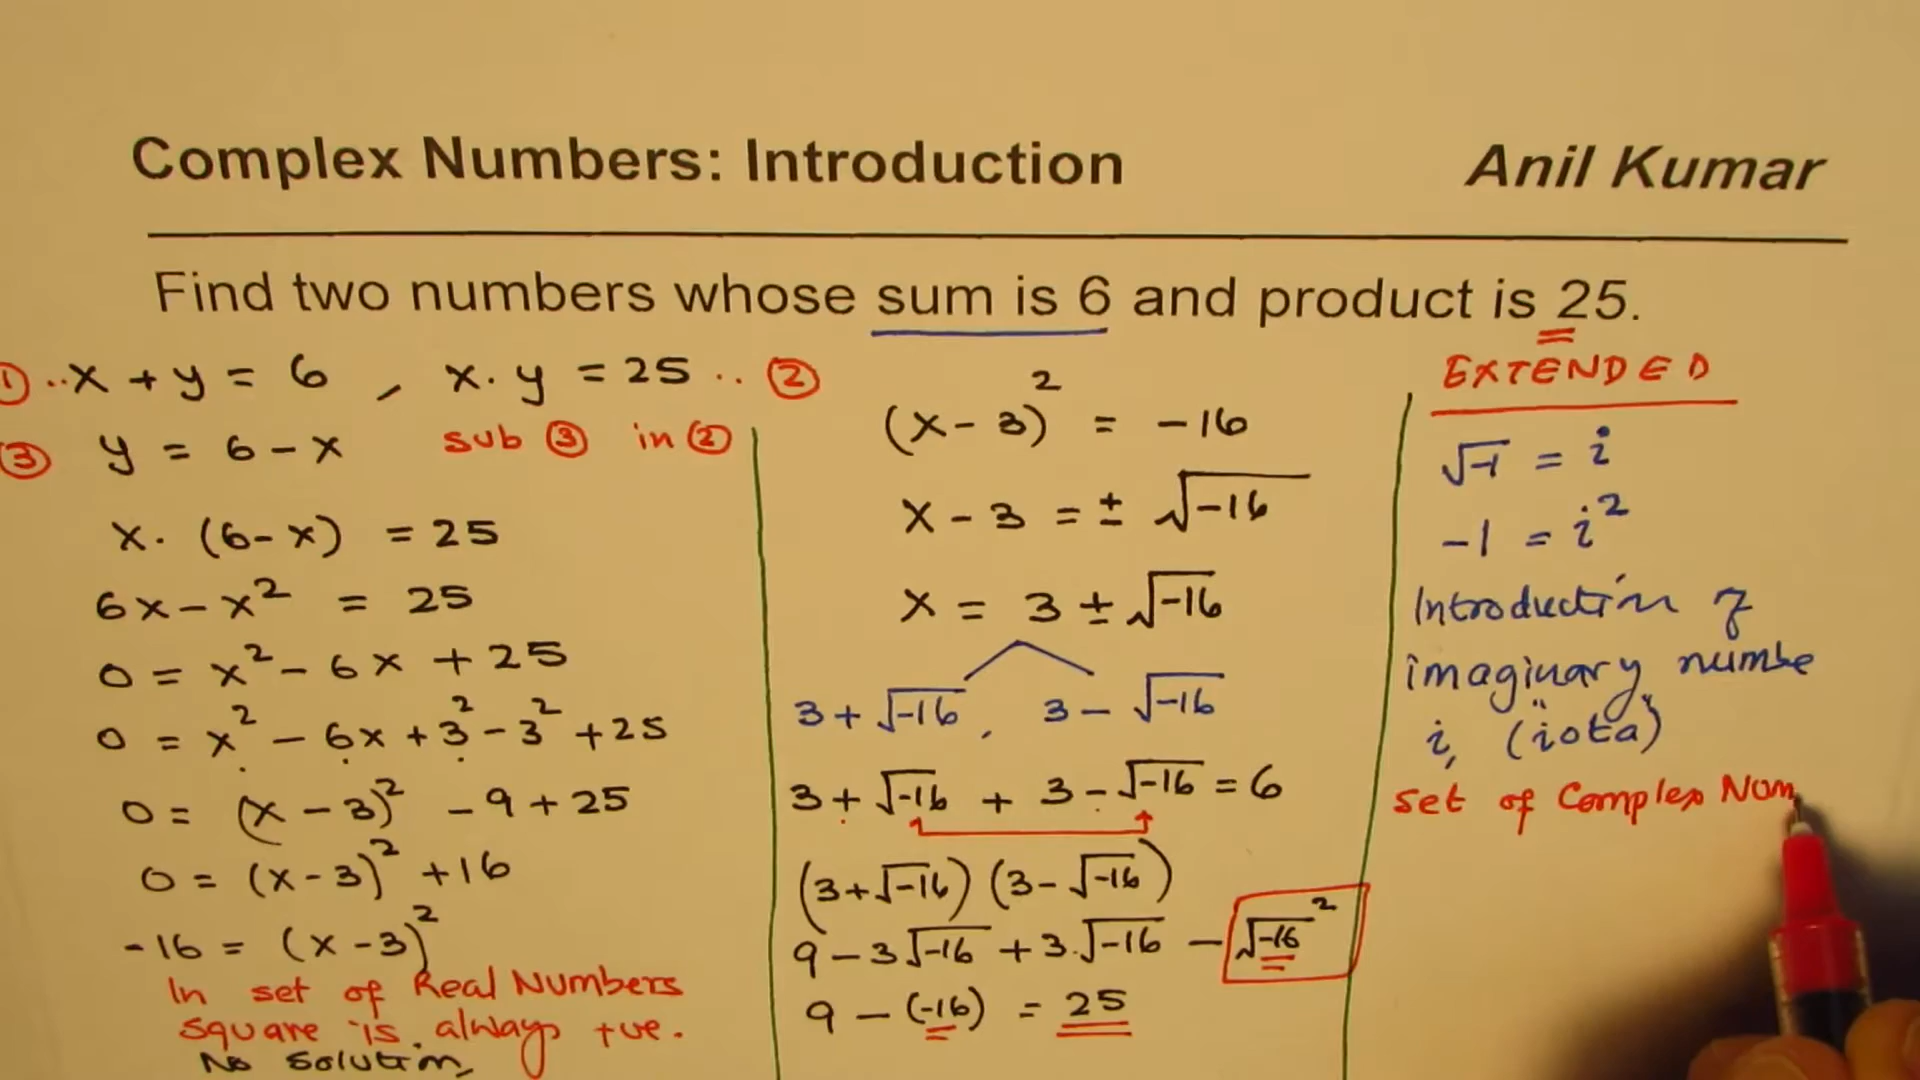 Complex Numbers: Introduction Anil Kumar
Find two numbers whose sum is 6 and product is 25.
① ..x + y = 6 , x. y = 25 .. ②
③ y = 6 - x sub ③ in ②
x. (6-x) = 25
6x - x² = 25
0 = x² - 6x + 25
0 = x² - 6x + 3² - 3² + 25
0 = (x - 3)² - 9 + 25
0 = (x - 3)² + 16
-16 = (x - 3)²
In set of Real Numbers
square is always +ve.
No solution,
(x - 3)² = -16
x - 3 = ± √-16
x = 3 ± √-16
3 + √-16 , 3 - √-16
3 + √-16 + 3 - √-16 = 6
(3+√-16) (3-√-16)
9 - 3√-16 + 3.√-16 - √-16²
9 - (-16) = 25
EXTENDED
√-1 = i
-1 = i²
Introduction of
imaginary numbe
i, (iota)
set of Complex Num